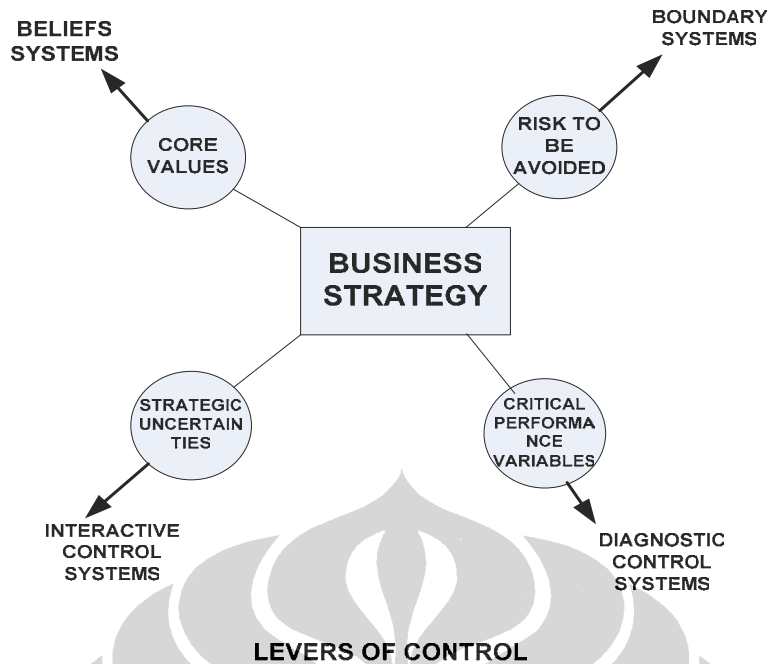 BELIEFS
SYSTEMS
BOUNDARY
SYSTEMS
CORE
VALUES
RISK TO
BE
AVOIDED
BUSINESS
STRATEGY
STRATEGIC
UNCERTAIN
TIES
CRITICAL
PERFORMA
NCE
VARIABLES
INTERACTIVE
CONTROL
SYSTEMS
DIAGNOSTIC
CONTROL
SYSTEMS
LEVERS OF CONTROL